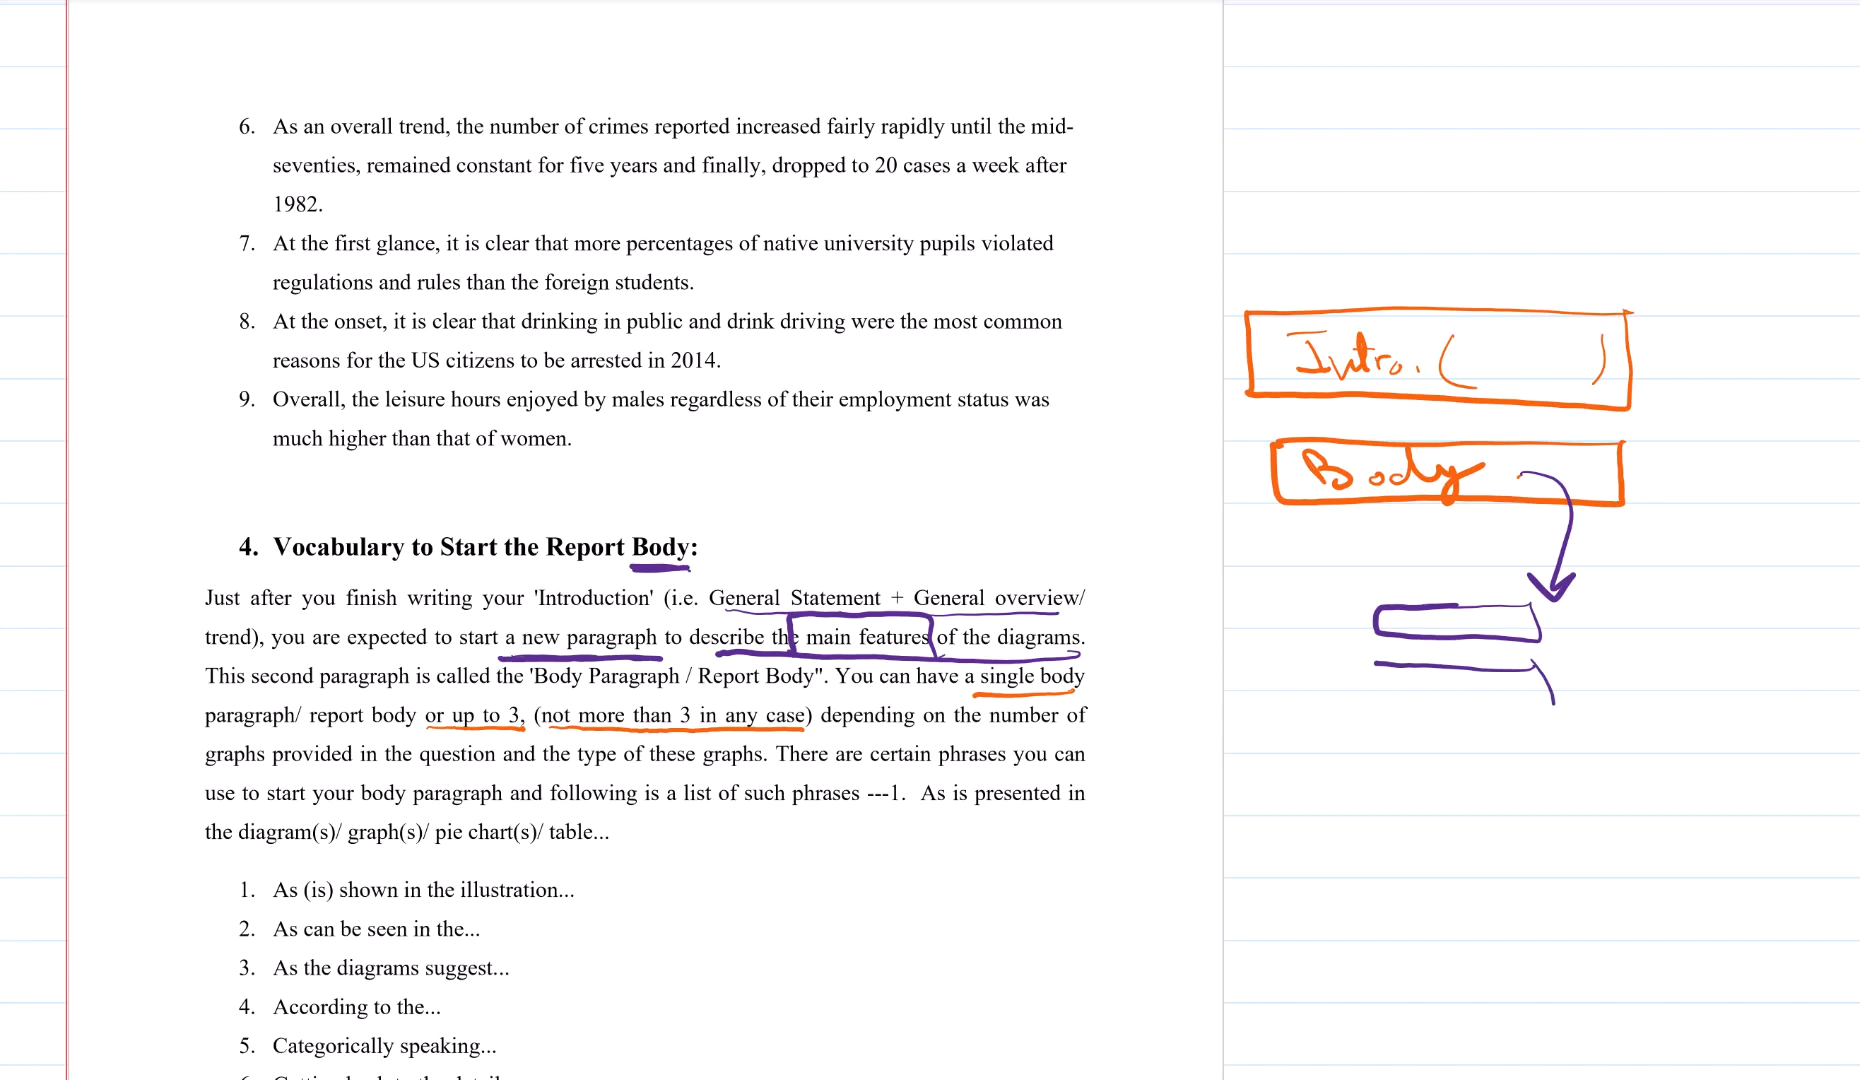 6. As an overall trend, the number of crimes reported increased fairly rapidly until the mid-
seventies, remained constant for five years and finally, dropped to 20 cases a week after
1982.
7. At the first glance, it is clear that more percentages of native university pupils violated
regulations and rules than the foreign students.
8. At the onset, it is clear that drinking in public and drink driving were the most common
reasons for the US citizens to be arrested in 2014.
9. Overall, the leisure hours enjoyed by males regardless of their employment status was
much higher than that of women.
4. Vocabulary to Start the Report Body:
Just after you finish writing your 'Introduction' (i.e. General Statement + General overview/
trend), you are expected to start a new paragraph to describe the main features of the diagrams.
This second paragraph is called the 'Body Paragraph / Report Body". You can have a single body
paragraph/ report body or up to 3, (not more than 3 in any case) depending on the number of
graphs provided in the question and the type of these graphs. There are certain phrases you can
use to start your body paragraph and following is a list of such phrases ---1. As is presented in
the diagram(s)/ graph(s)/ pie chart(s)/ table...
1. As (is) shown in the illustration...
2. As can be seen in the...
3. As the diagrams suggest...
4. According to the...
5. Categorically speaking...
Intro. ( )
Body